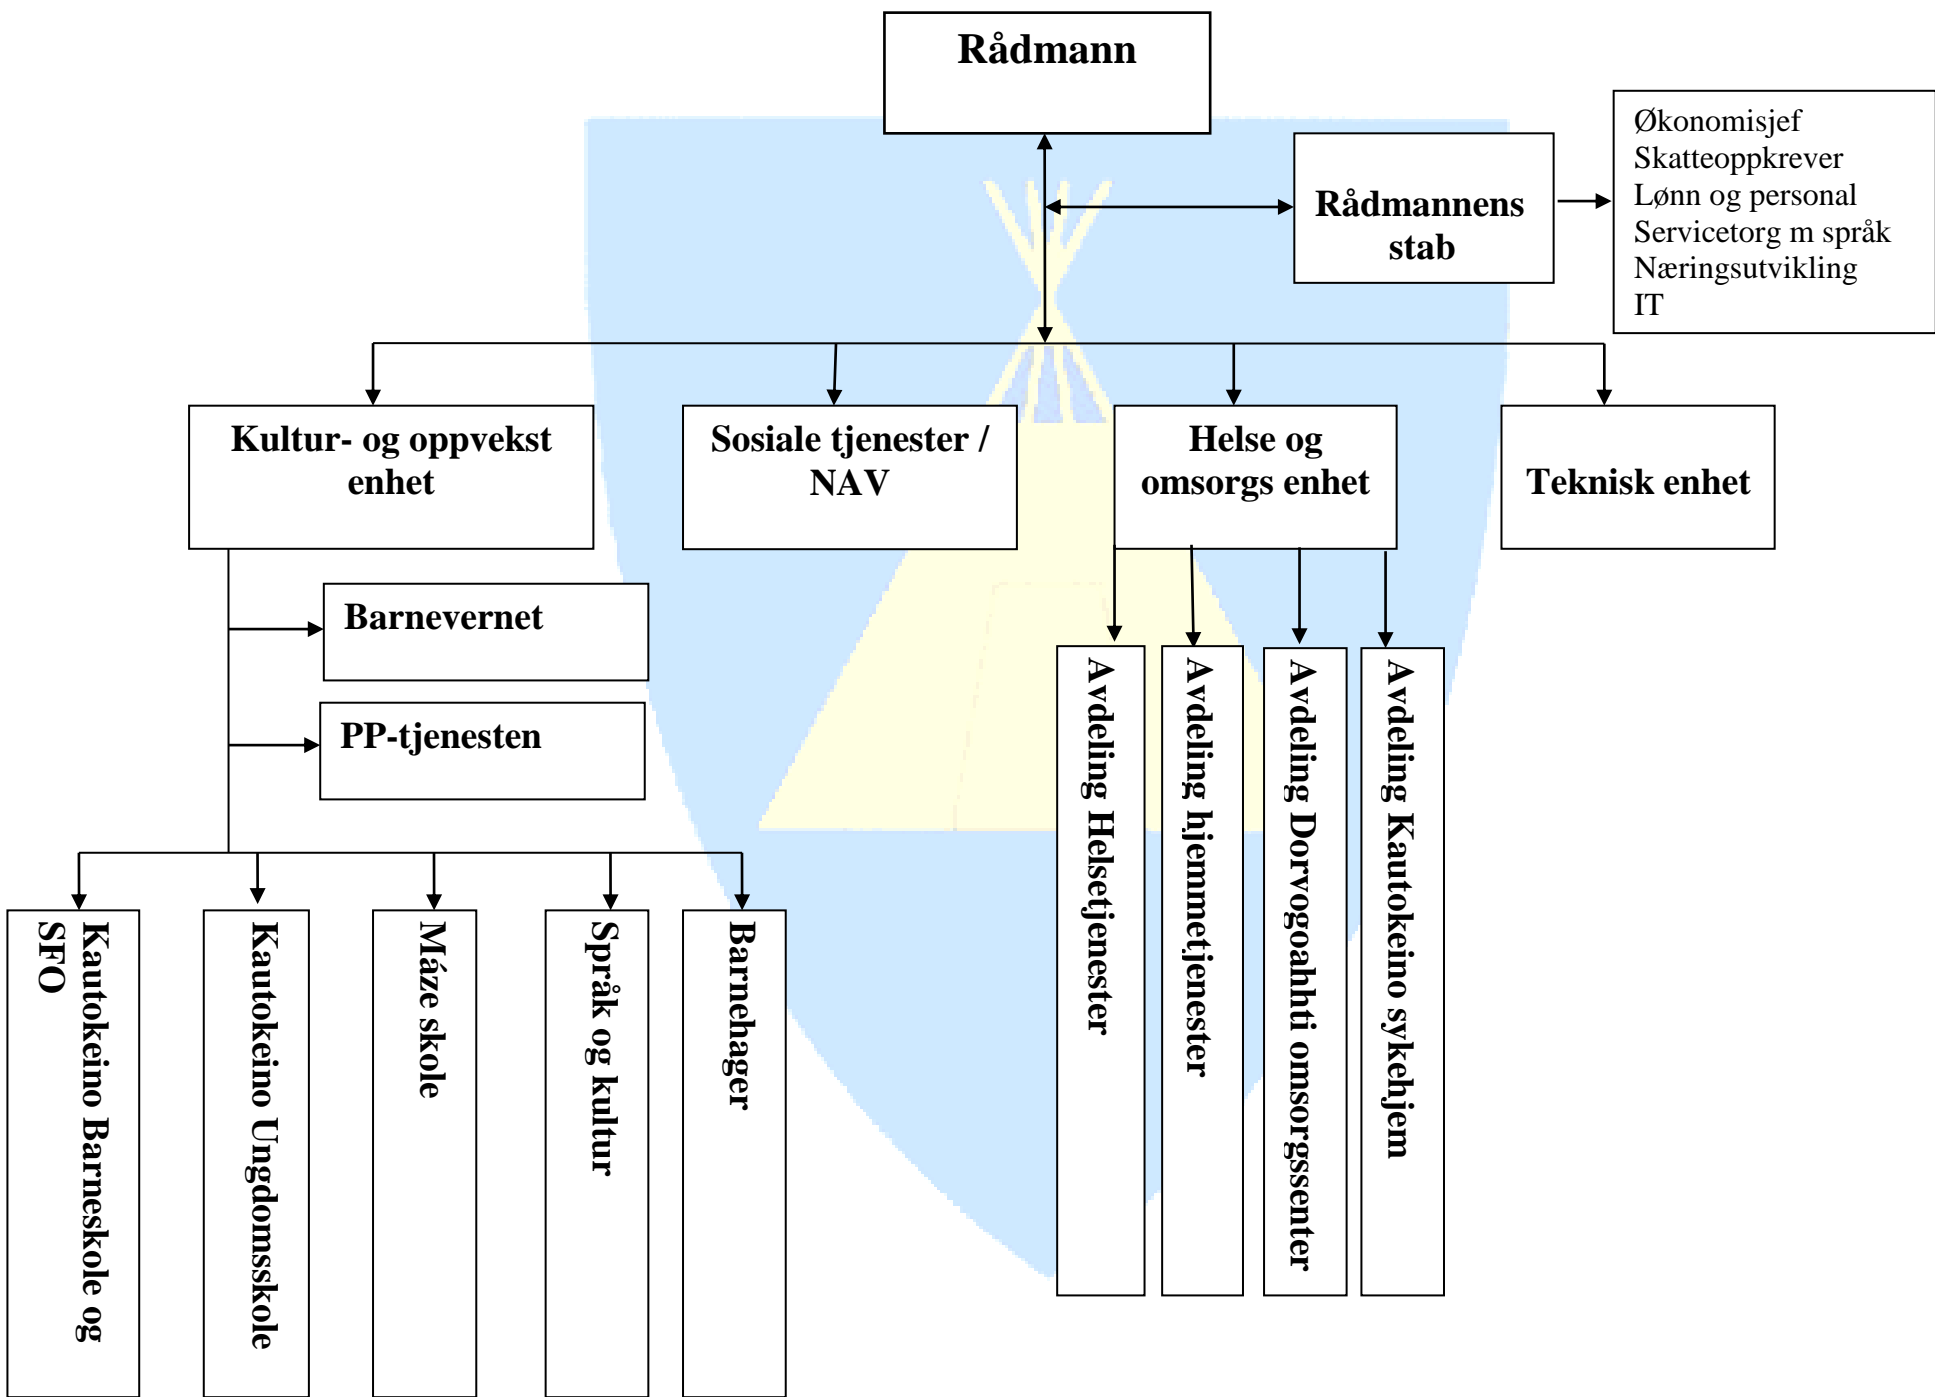 Rådmann
Rådmannens
stab
Økonomisjef
Skatteoppkrever
Lønn og personal
Servicetorg m språk
Næringsutvikling
IT
Kultur- og oppvekst
enhet
Sosiale tjenester /
NAV
Helse og
omsorgs enhet
Teknisk enhet
Barnevernet
PP-tjenesten
Avdeling Helsetjenester
Avdeling hjemmetjenester
Avdeling Dorvogoahhti omsorgssenter
Avdeling Kautokeino sykehjem
Kautokeino Barneskole og
SFO
Kautokeino Ungdomsskole
Máze skole
Språk og kultur
Barnehager